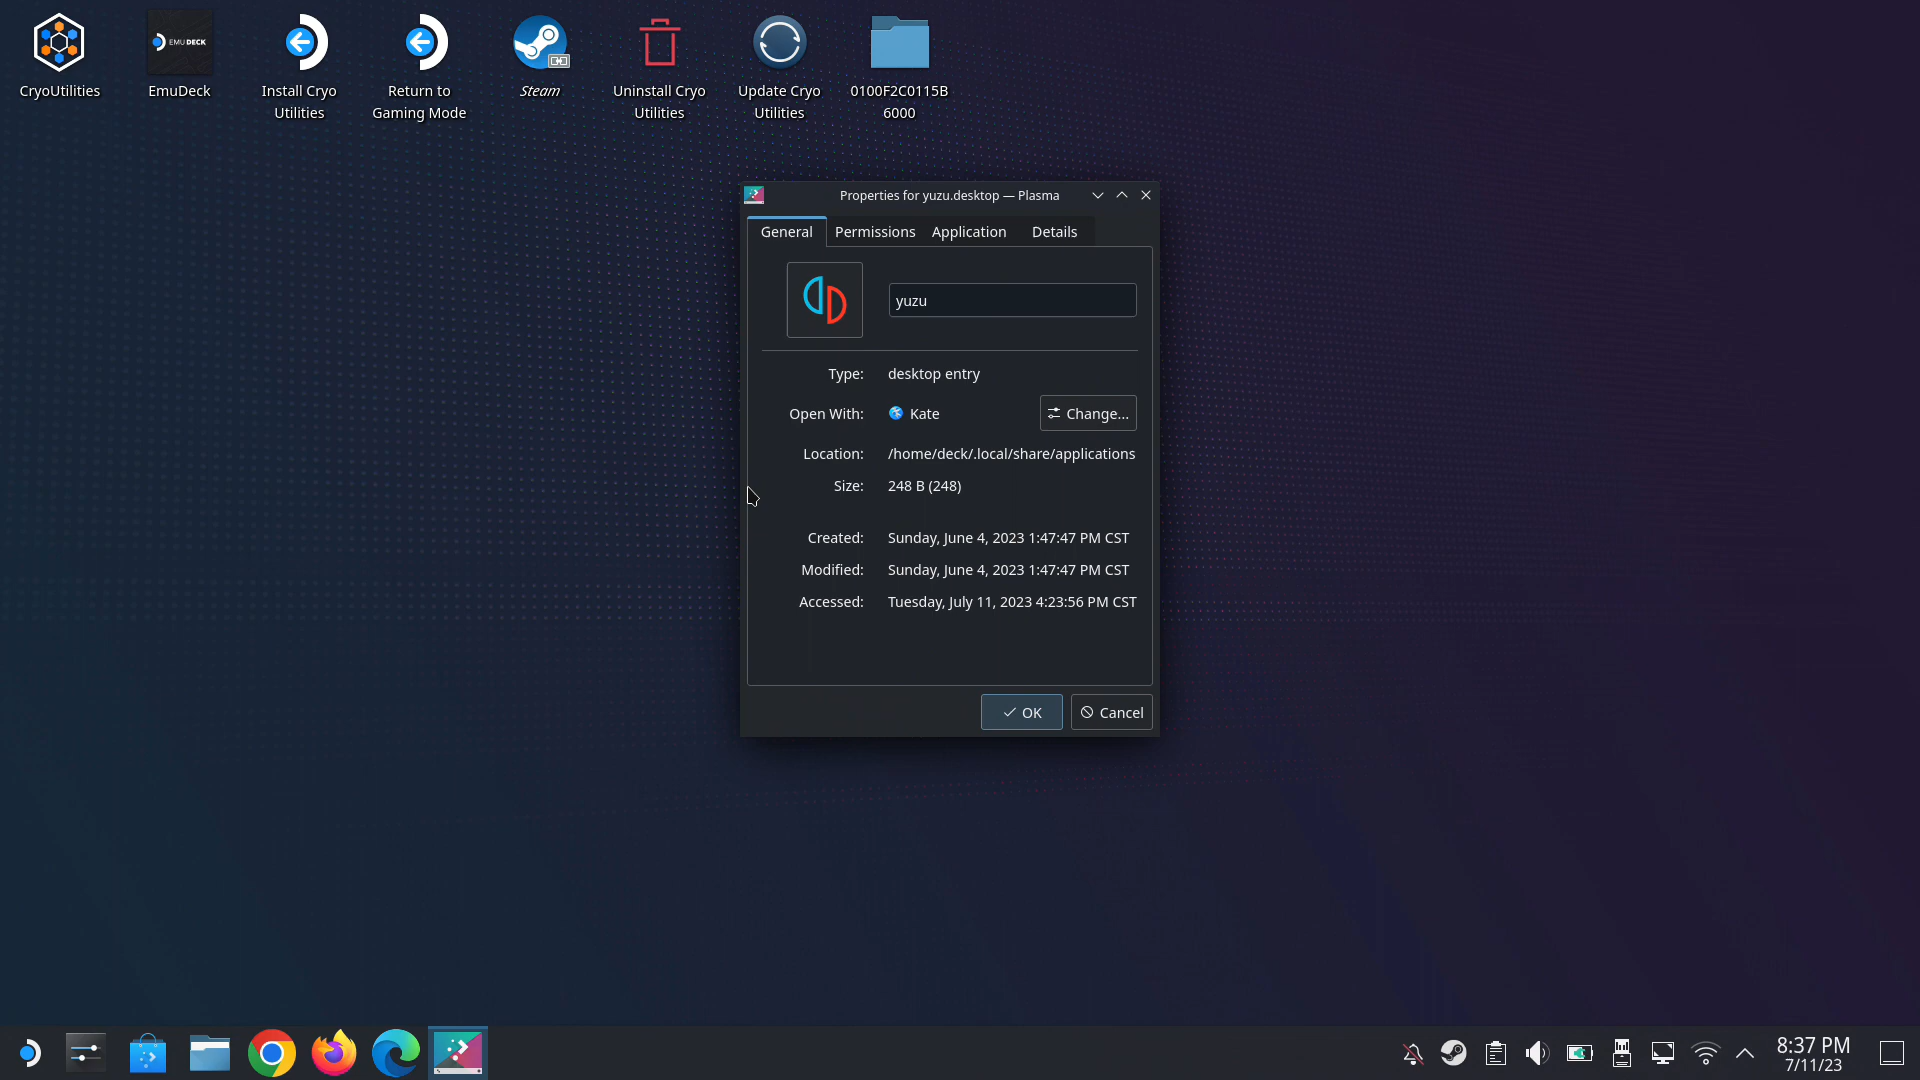 CryoUtilities
EMUDECK
EmuDeck
Install Cryo
Utilities
Return to
Gaming Mode
Steam
Uninstall Cryo
Utilities
Update Cryo
Utilities
0100F2C0115B
6000
Properties for yuzu.desktop — Plasma
General Permissions Application Details
yuzu
Type: desktop entry
Open With: Kate Change...
Location: /home/deck/.local/share/applications
Size: 248 B (248)
Created: Sunday, June 4, 2023 1:47:47 PM CST
Modified: Sunday, June 4, 2023 1:47:47 PM CST
Accessed: Tuesday, July 11, 2023 4:23:56 PM CST
OK Cancel
8:37 PM
7/11/23